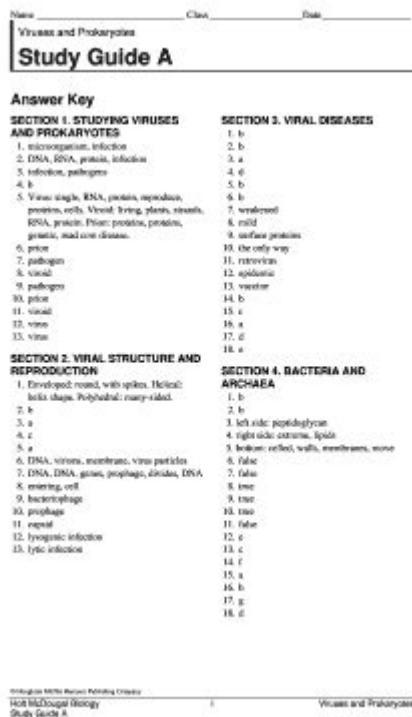 Name Class Date
Viruses and Prokaryotes
Study Guide A
Answer Key
SECTION 1. STUDYING VIRUSES
AND PROKARYOTES
1. microorganism, infection
2. DNA, RNA, protein, infection
3. infection, pathogens
4. b
5. Virus: single, RNA, protein, reproduce,
proteins, cells. Viroid: living, plants, strands,
RNA, protein. Prion: proteins, proteins,
genetic, mad cow disease.
6. prion
7. pathogen
8. viroid
9. pathogen
10. prion
11. viroid
12. virus
13. virus
SECTION 2. VIRAL STRUCTURE AND
REPRODUCTION
1. Enveloped: round, with spikes. Helical:
helix shape. Polyhedral: many-sided.
2. b
3. a
4. c
5. a
6. DNA, virions, membrane, virus particles
7. DNA, DNA, genes, prophage, divides, DNA
8. entering, cell
9. bacteriophage
10. prophage
11. capsid
12. lysogenic infection
13. lytic infection
SECTION 3. VIRAL DISEASES
1. b
2. b
3. a
4. d
5. b
6. b
7. weakened
8. mild
9. surface proteins
10. the only way
11. retrovirus
12. epidemic
13. vaccine
14. b
15. c
16. a
17. d
18. e
SECTION 4. BACTERIA AND
ARCHAEA
1. b
2. b
3. left side: peptidoglycan
4. right side: extreme, lipids
5. bottom: celled, walls, membranes, move
6. false
7. false
8. true
9. true
10. true
11. false
12. e
13. c
14. f
15. a
16. b
17. g
18. d
Holt McDougal Biology 1 Viruses and Prokaryotes
Study Guide A